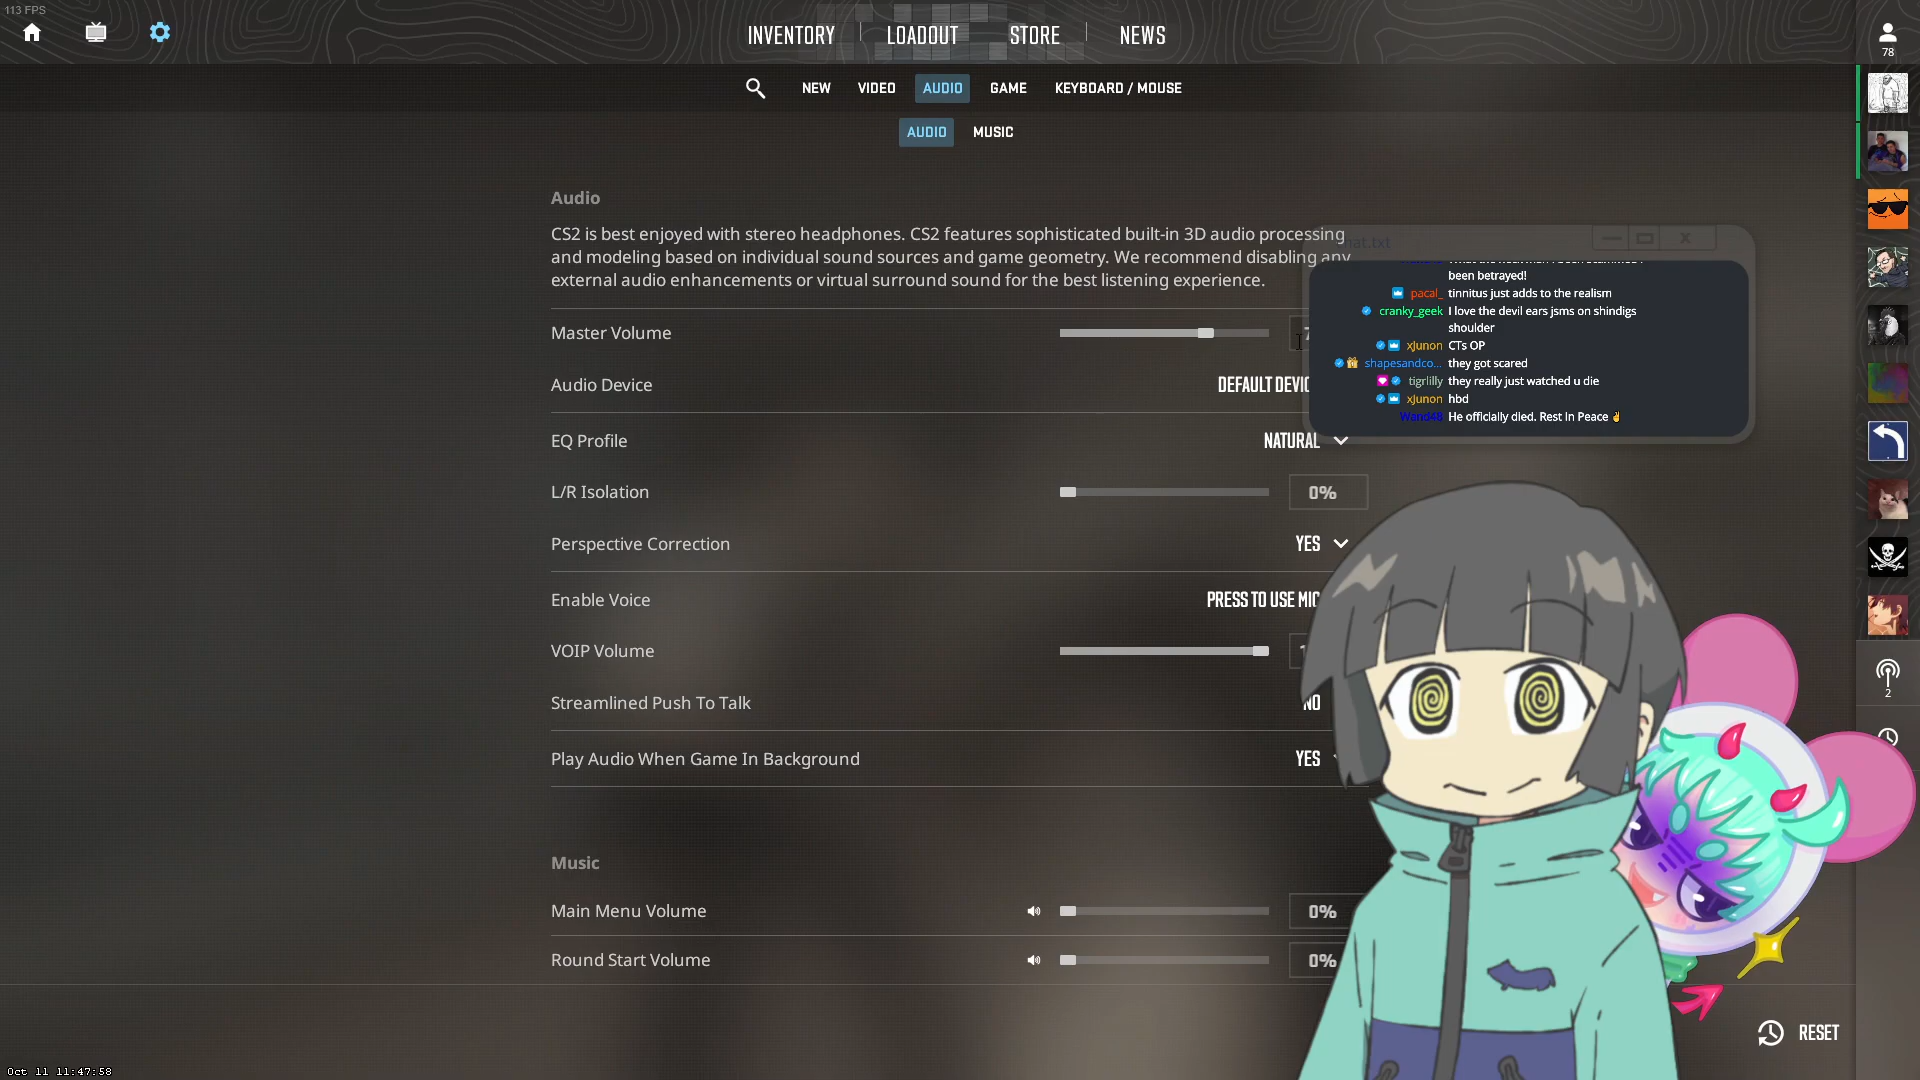 113 FPS
INVENTORY
LOADOUT
STORE
NEWS
78
NEW
VIDEO
AUDIO
GAME
KEYBOARD / MOUSE
AUDIO
MUSIC
Audio
CS2 is best enjoyed with stereo headphones. CS2 features sophisticated built-in 3D audio processing
and modeling based on individual sound sources and game geometry. We recommend disabling any
external audio enhancements or virtual surround sound for the best listening experience.
been betrayed!
pacal_ tinnitus just adds to the realism
cranky_geek I love the devil ears jsms on shindigs
shoulder
xJunon CTs OP
shapesandco... they got scared
tigrlilly they really just watched u die
xJunon hbd
Wand48 He officially died. Rest In Peace ✌
Master Volume
Audio Device
DEFAULT DEVIC
EQ Profile
NATURAL
L/R Isolation
0%
Perspective Correction
YES
Enable Voice
PRESS TO USE MIC
VOIP Volume
Streamlined Push To Talk
NO
Play Audio When Game In Background
YES
2
Music
Main Menu Volume
0%
Round Start Volume
0%
RESET
Oct 11 11:47:58